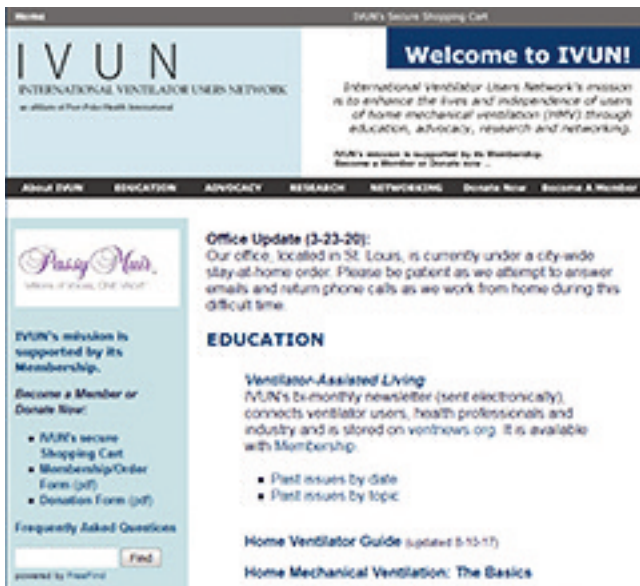 Home
IVUN's Secure Shopping Cart
IVUN
INTERNATIONAL VENTILATOR USERS NETWORK
an affiliate of Post-Polio Health International
Welcome to IVUN!
International Ventilator Users Network's mission
is to enhance the lives and independence of users
of home mechanical ventilation (HMV) through
education, advocacy, research and networking.
IVUN's mission is supported by its Membership.
Become a Member or Donate now ...
About IVUN EDUCATION ADVOCACY RESEARCH NETWORKING Donate Now Become A Member
Passy Muir
IVUN's mission is
supported by its
Membership.
Become a Member or
Donate Now:
IVUN's secure
Shopping Cart
Membership/Order
Form (pdf)
Donation Form (pdf)
Frequently Asked Questions
Find
powered by FreeFind
Office Update (3-23-20):
Our office, located in St. Louis, is currently under a city-wide
stay-at-home order. Please be patient as we attempt to answer
emails and return phone calls as we work from home during this
difficult time.
EDUCATION
Ventilator-Assisted Living
IVUN's bi-monthly newsletter (sent electronically),
connects ventilator users, health professionals and
industry and is stored on ventnews.org. It is available
with Membership.
Past issues by date
Past issues by topic
Home Ventilator Guide (updated 8-10-17)
Home Mechanical Ventilation: The Basics